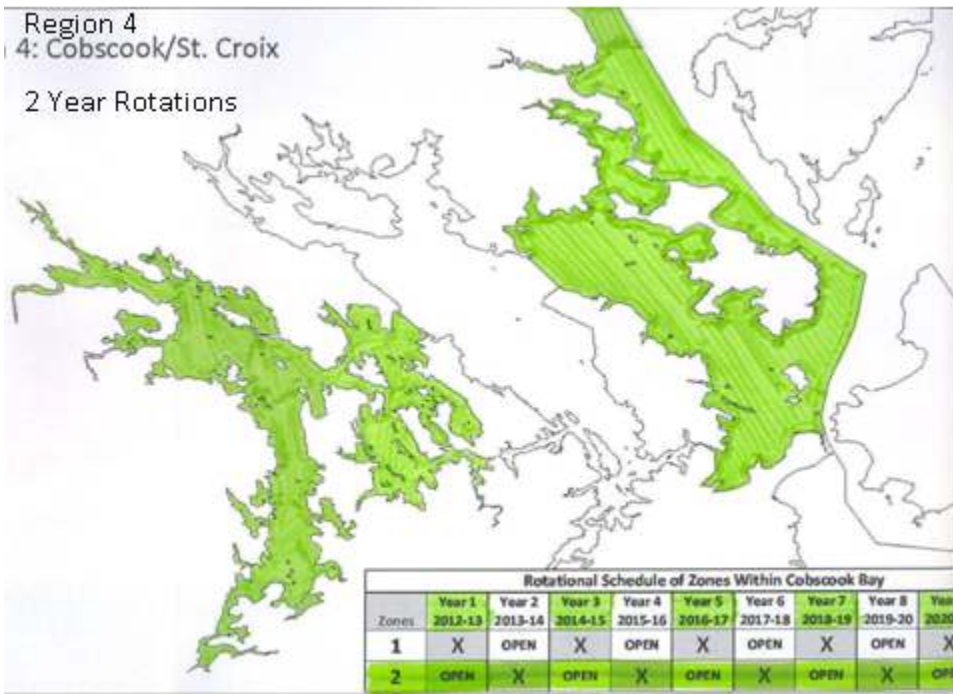 Region 4
4: Cobscook/St. Croix
2 Year Rotations
Rotational Schedule of Zones Within Cobscook Bay
Zones Year 1 2012-13 Year 2 2013-14 Year 3 2014-15 Year 4 2015-16 Year 5 2016-17 Year 6 2017-18 Year 7 2018-19 Year 8 2019-20 Year 2020
1 X OPEN X OPEN X OPEN X OPEN X
2 OPEN X OPEN X OPEN X OPEN X